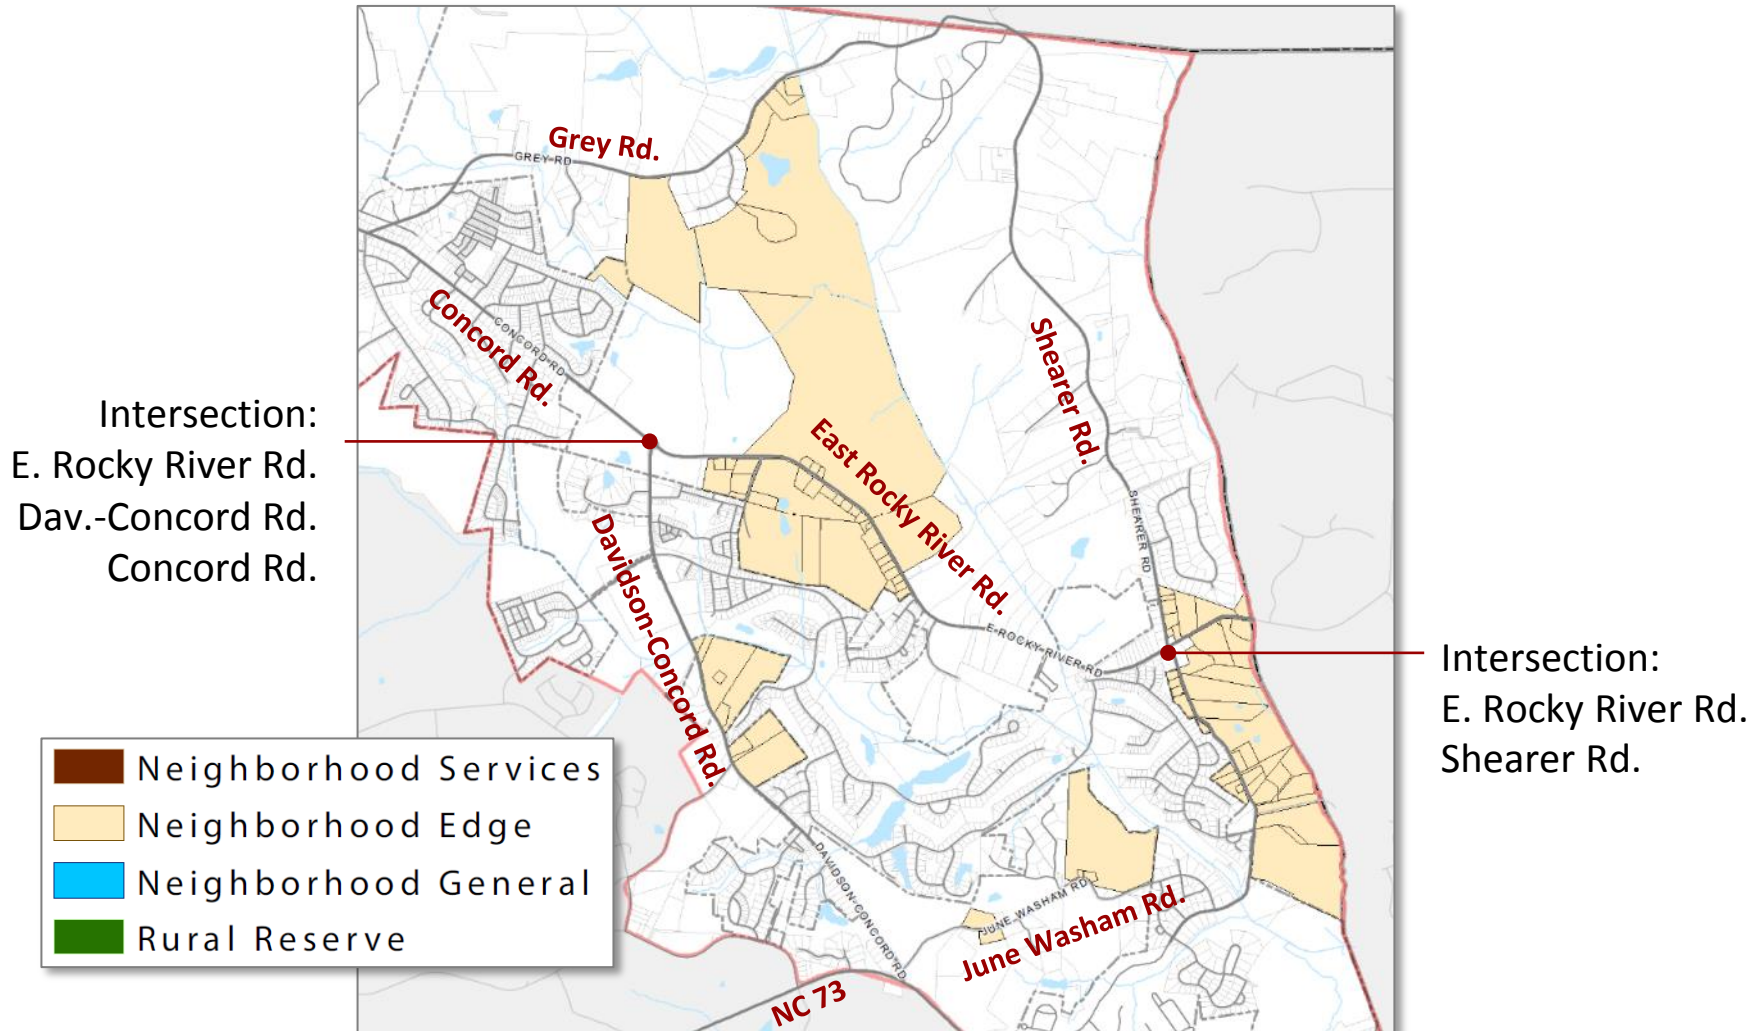 Grey Rd.
GREY RD
Concord Rd.
CONCORD RD
Shearer Rd.
SHEARER RD
East Rocky River Rd.
E ROCKY RIVER RD
Davidson-Concord Rd.
DAVIDSON-CONCORD RD
JUNE WASHAM RD
June Washam Rd.
NC 73
Intersection:
E. Rocky River Rd.
Dav.-Concord Rd.
Concord Rd.
Intersection:
E. Rocky River Rd.
Shearer Rd.
Neighborhood Services
Neighborhood Edge
Neighborhood General
Rural Reserve